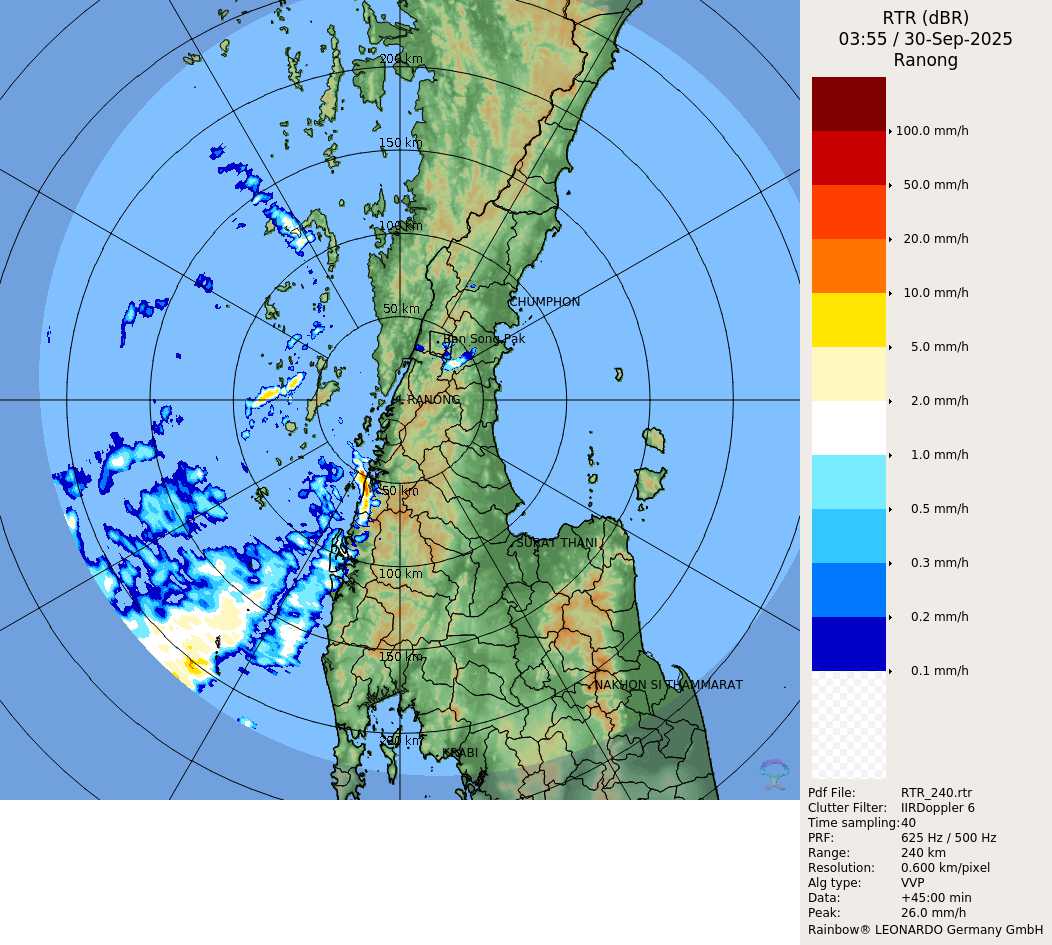 RTR (dBR)
03:55 / 30-Sep-2025
Ranong
200 km
150 km
100 km
50 km
CHUMPHON
Ban Song Pak
RANONG
50 km
SURAT THANI
100 km
150 km
NAKHON SI THAMMARAT
200 km
KRABI
100.0 mm/h
50.0 mm/h
20.0 mm/h
10.0 mm/h
5.0 mm/h
2.0 mm/h
1.0 mm/h
0.5 mm/h
0.3 mm/h
0.2 mm/h
0.1 mm/h
Pdf File: RTR_240.rtr
Clutter Filter: IIRDoppler 6
Time sampling:40
PRF: 625 Hz / 500 Hz
Range: 240 km
Resolution: 0.600 km/pixel
Alg type: VVP
Data: +45:00 min
Peak: 26.0 mm/h
Rainbow® LEONARDO Germany GmbH